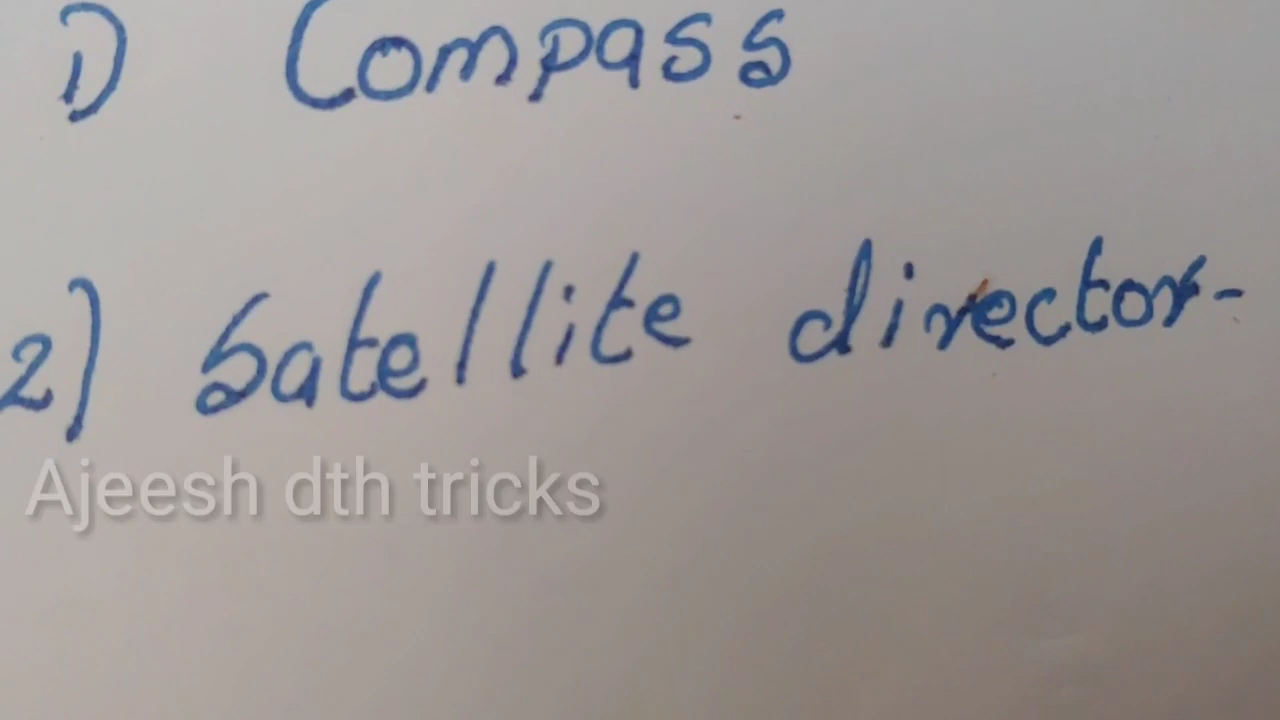 1) Compass
2) Satellite director-
Ajeesh dth tricks